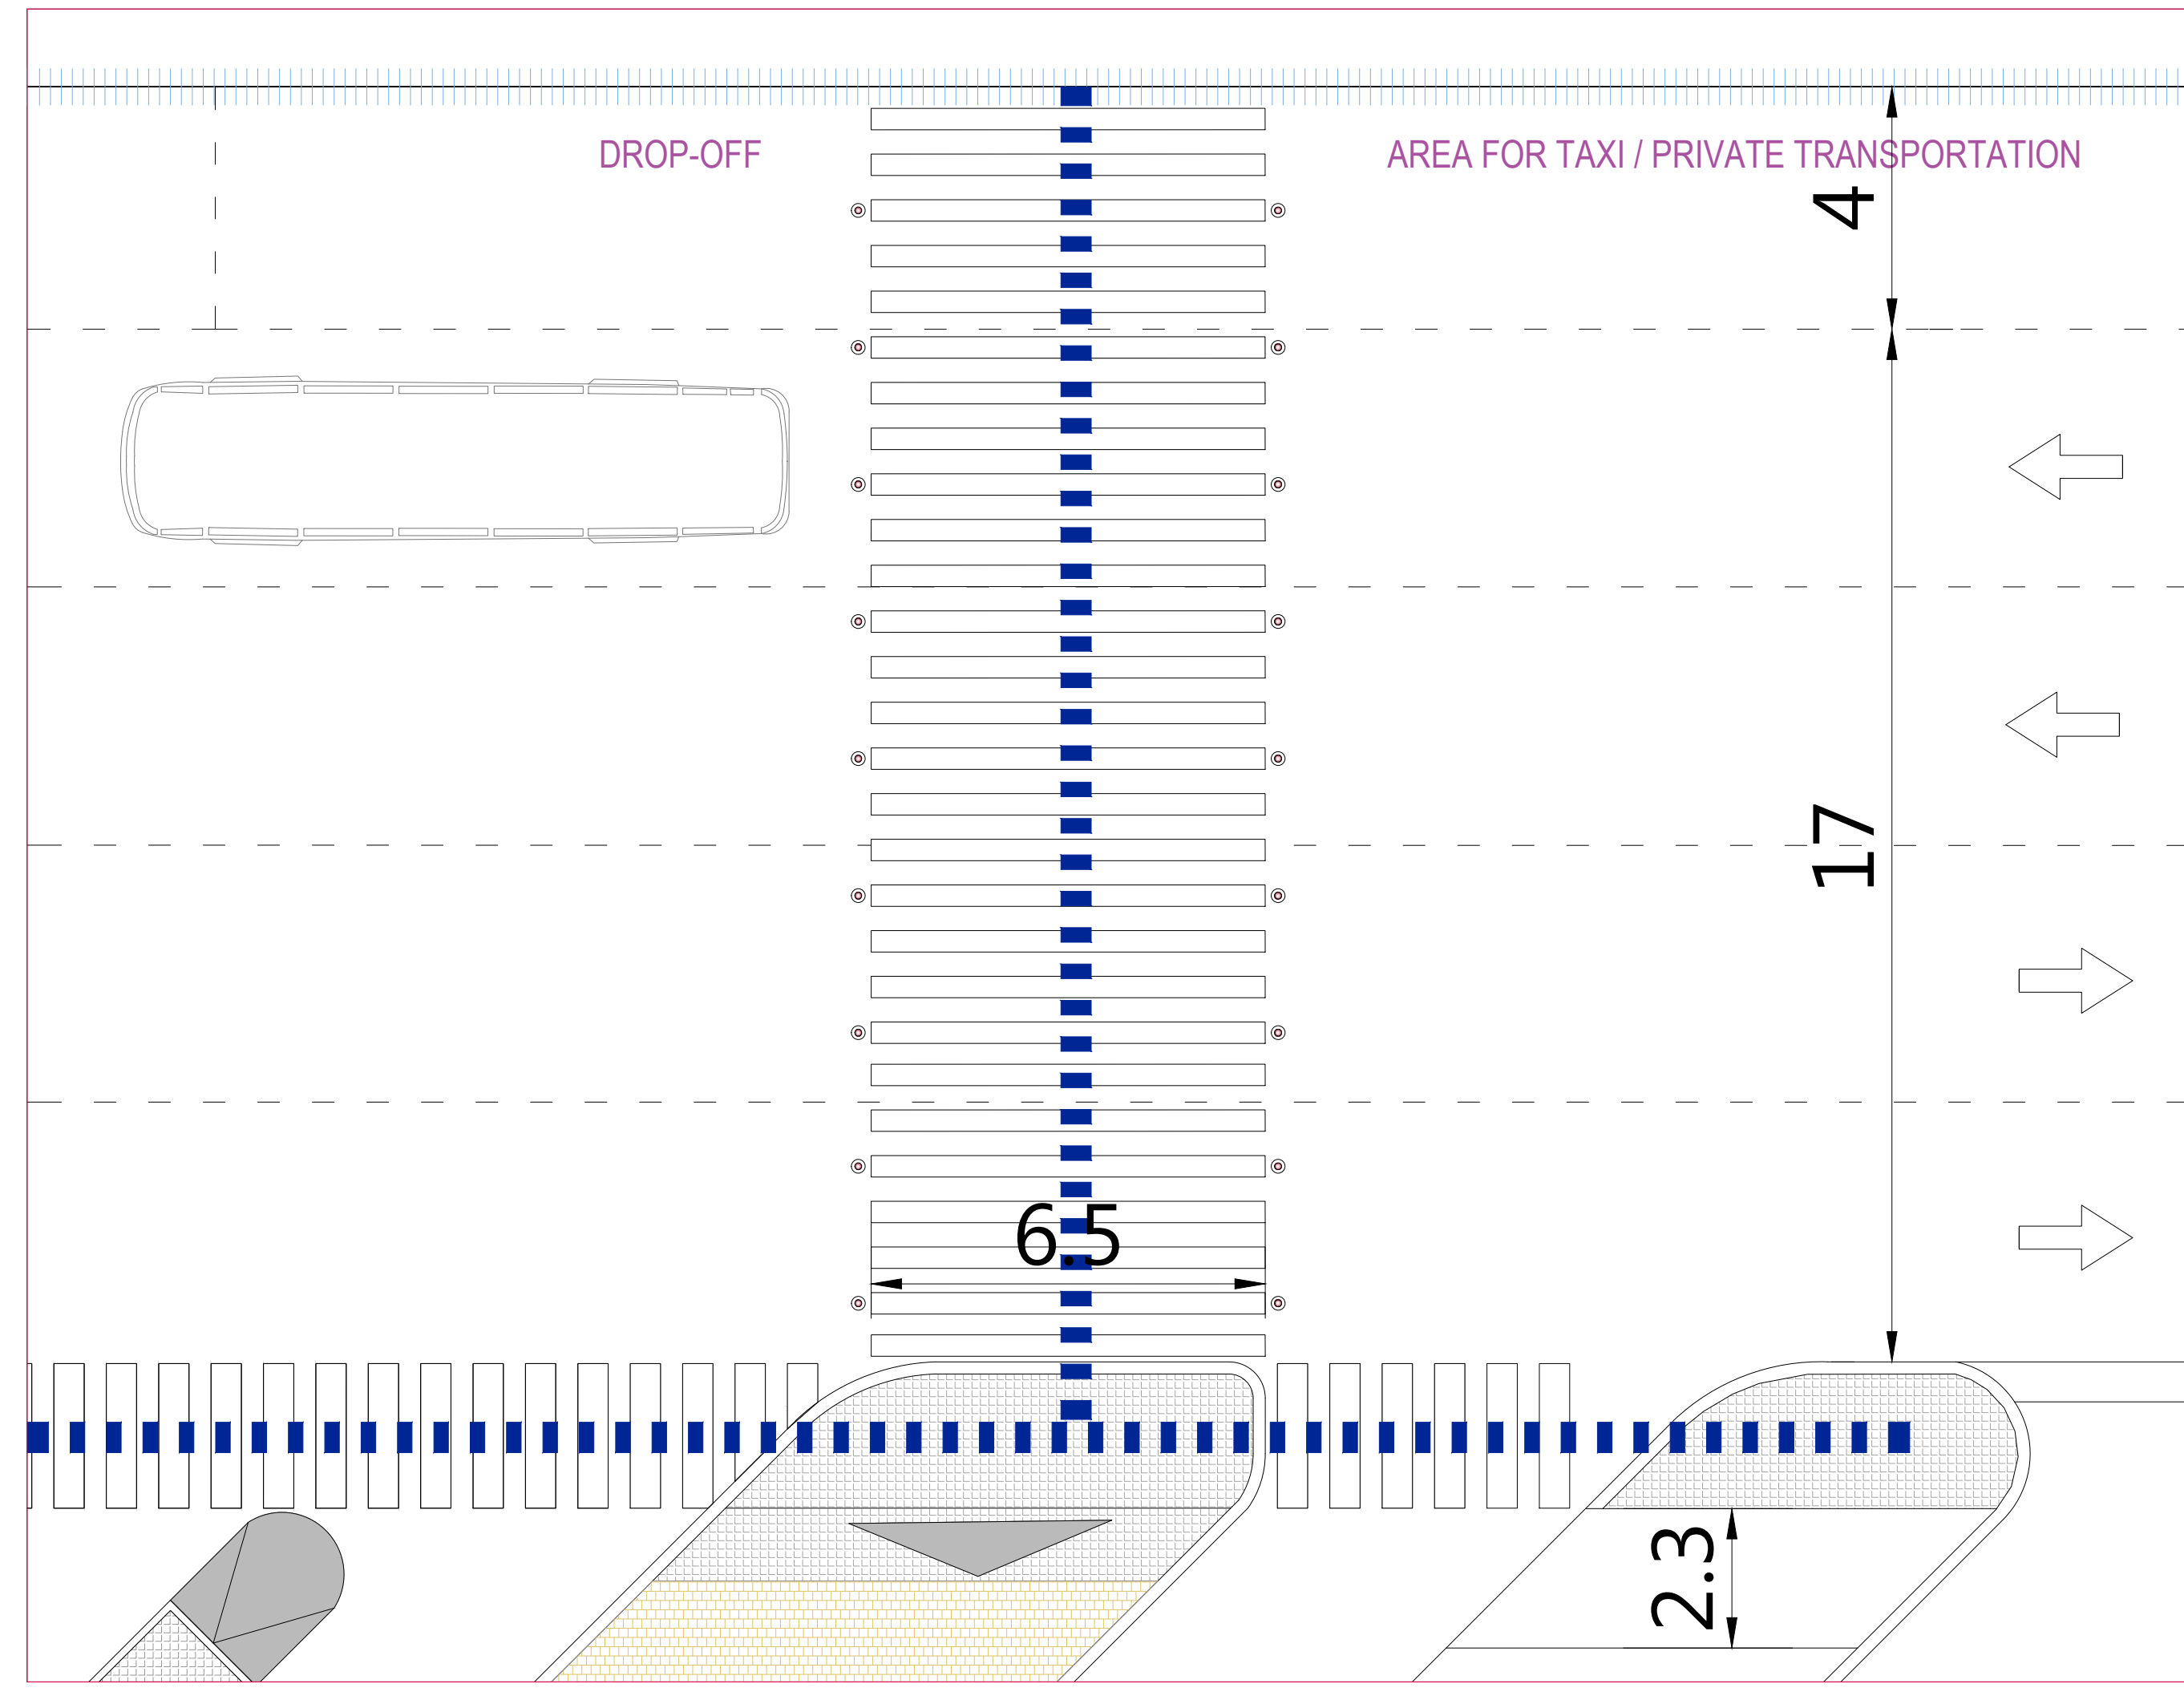 DROP-OFF
AREA FOR TAXI / PRIVATE TRANSPORTATION
4
17
6.5
2.3